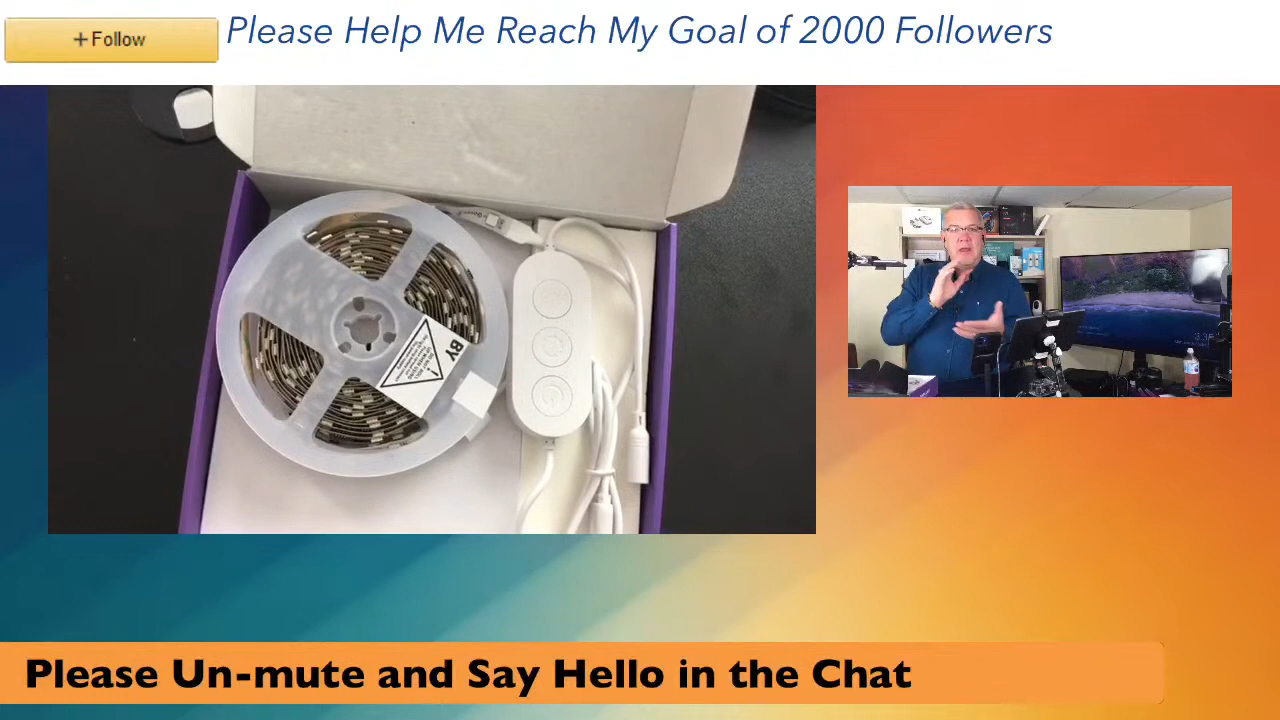 +Follow
Please Help Me Reach My Goal of 2000 Followers
BY
Please Un-mute and Say Hello in the Chat